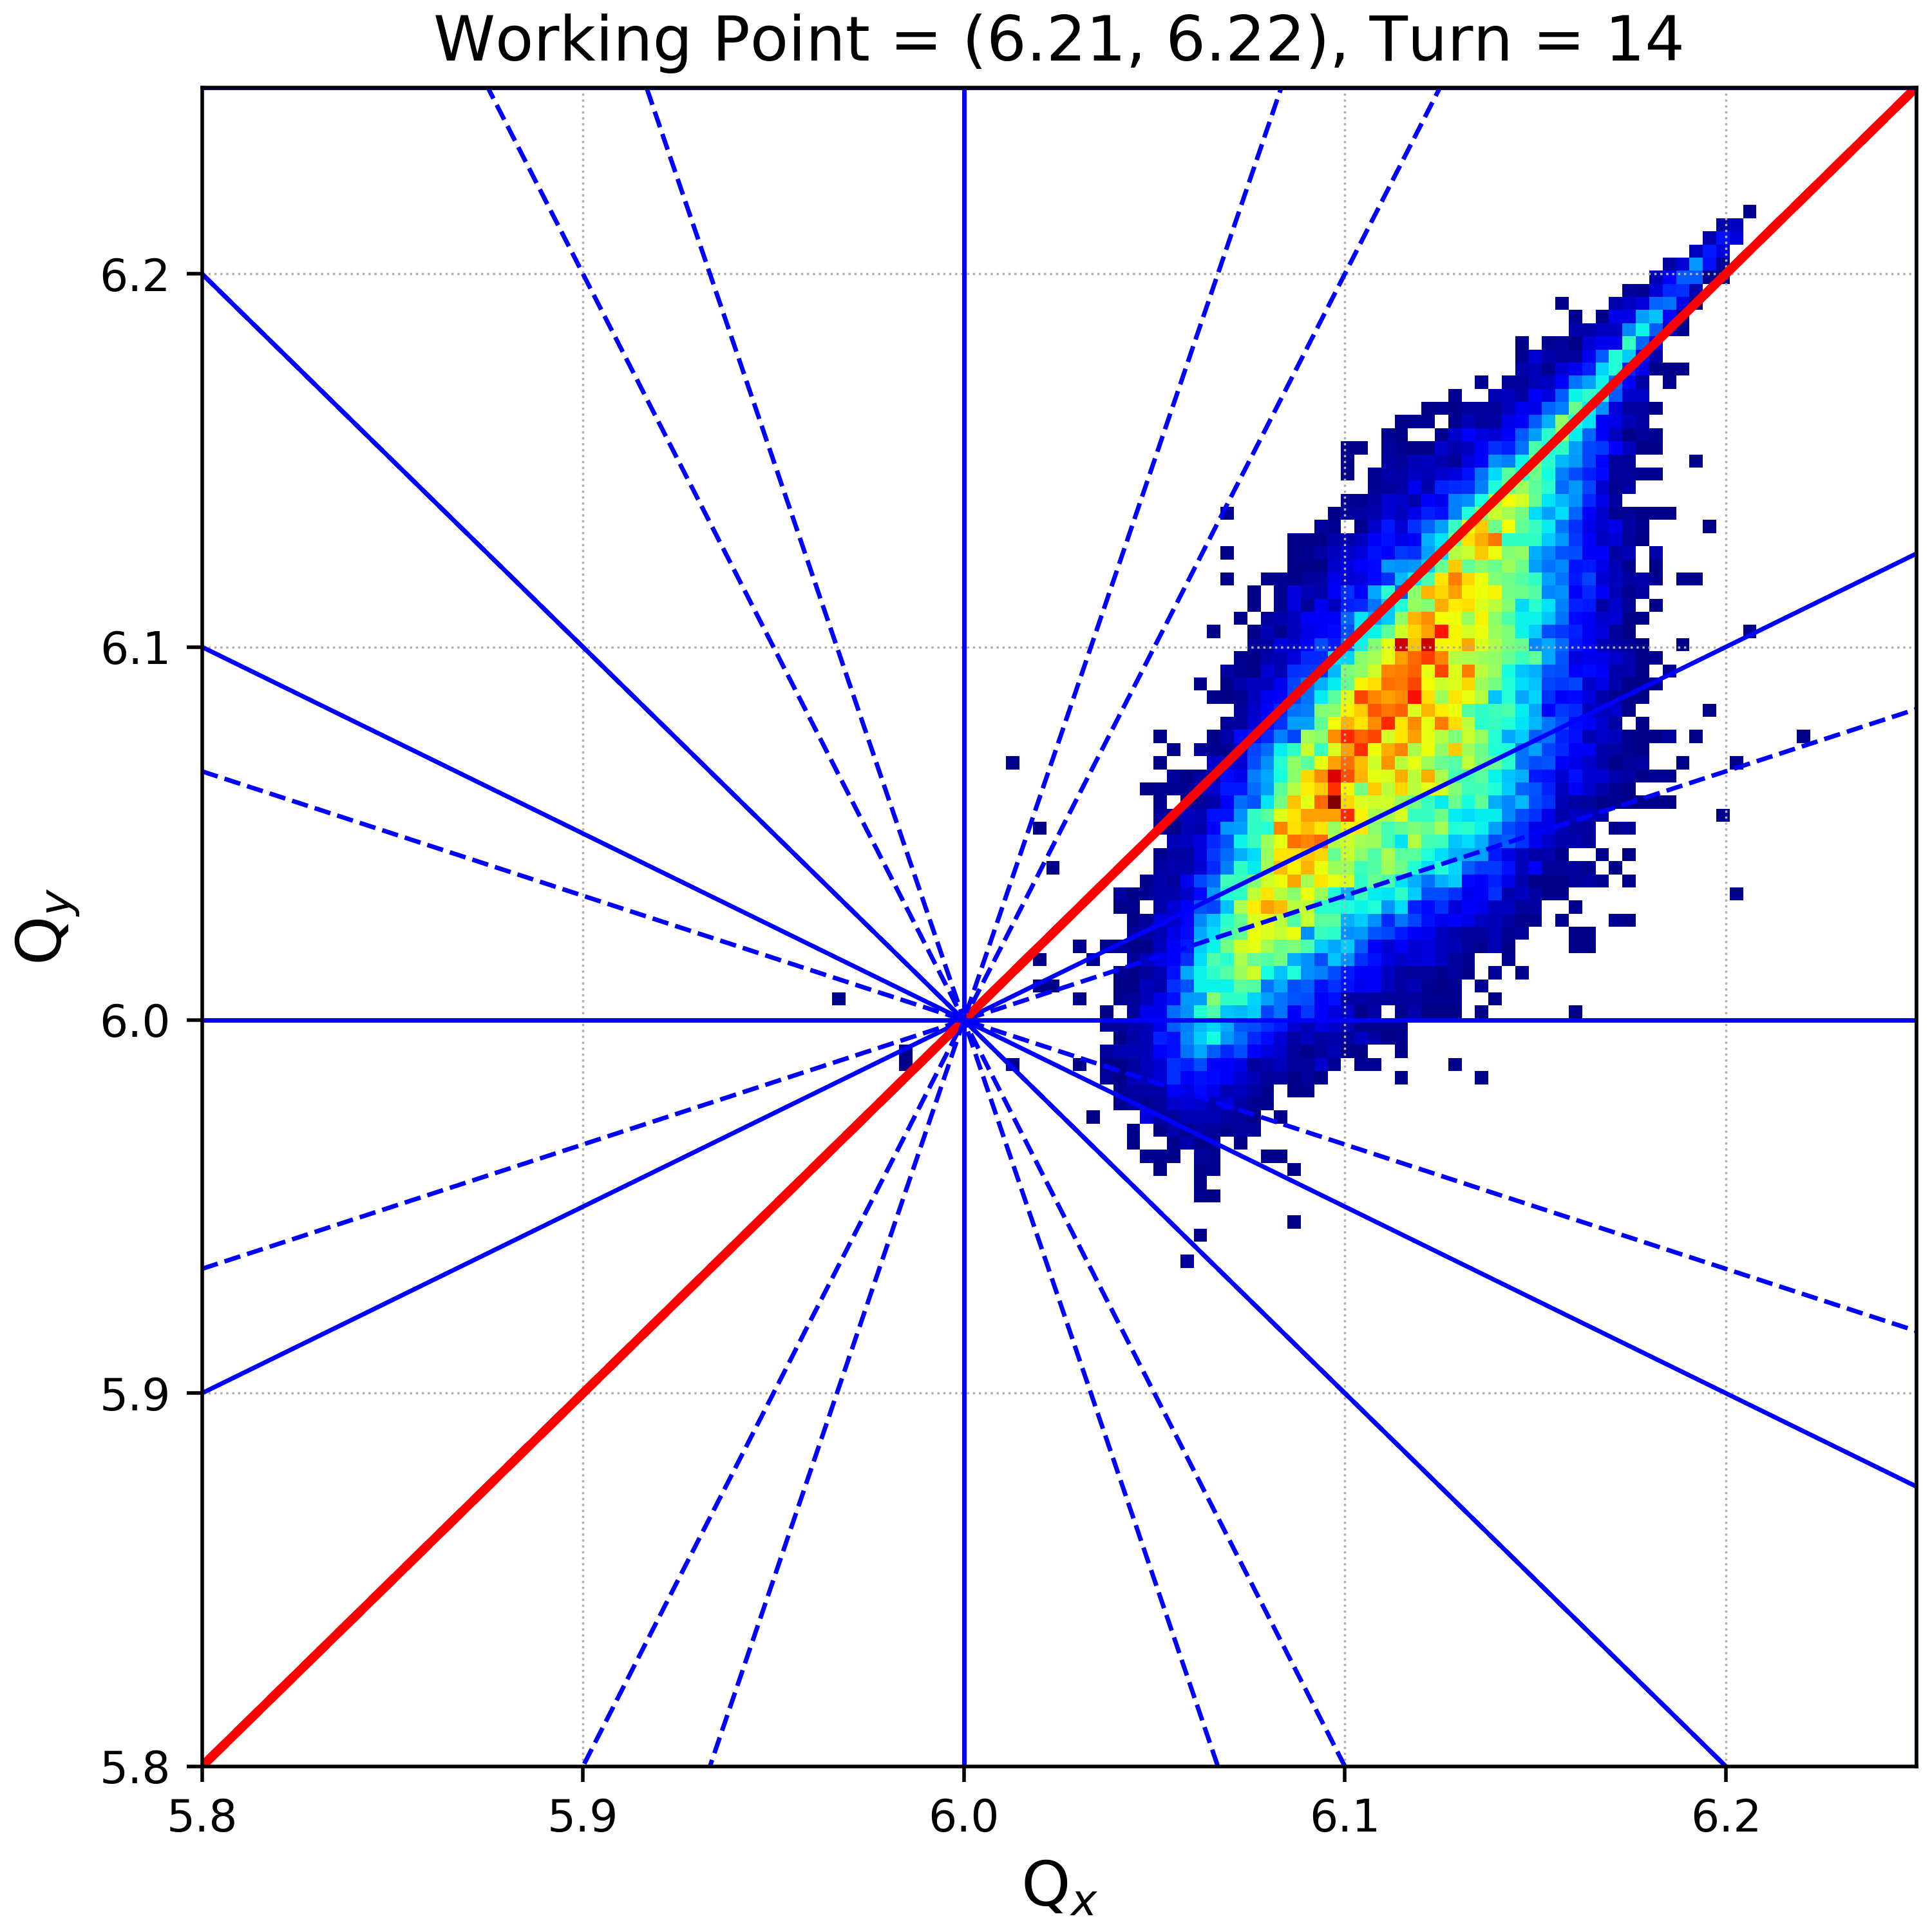 Working Point = (6.21, 6.22), Turn = 14
6.2
6.1
6.0
5.9
5.8
Qy
5.8 5.9 6.0 6.1 6.2
Qx